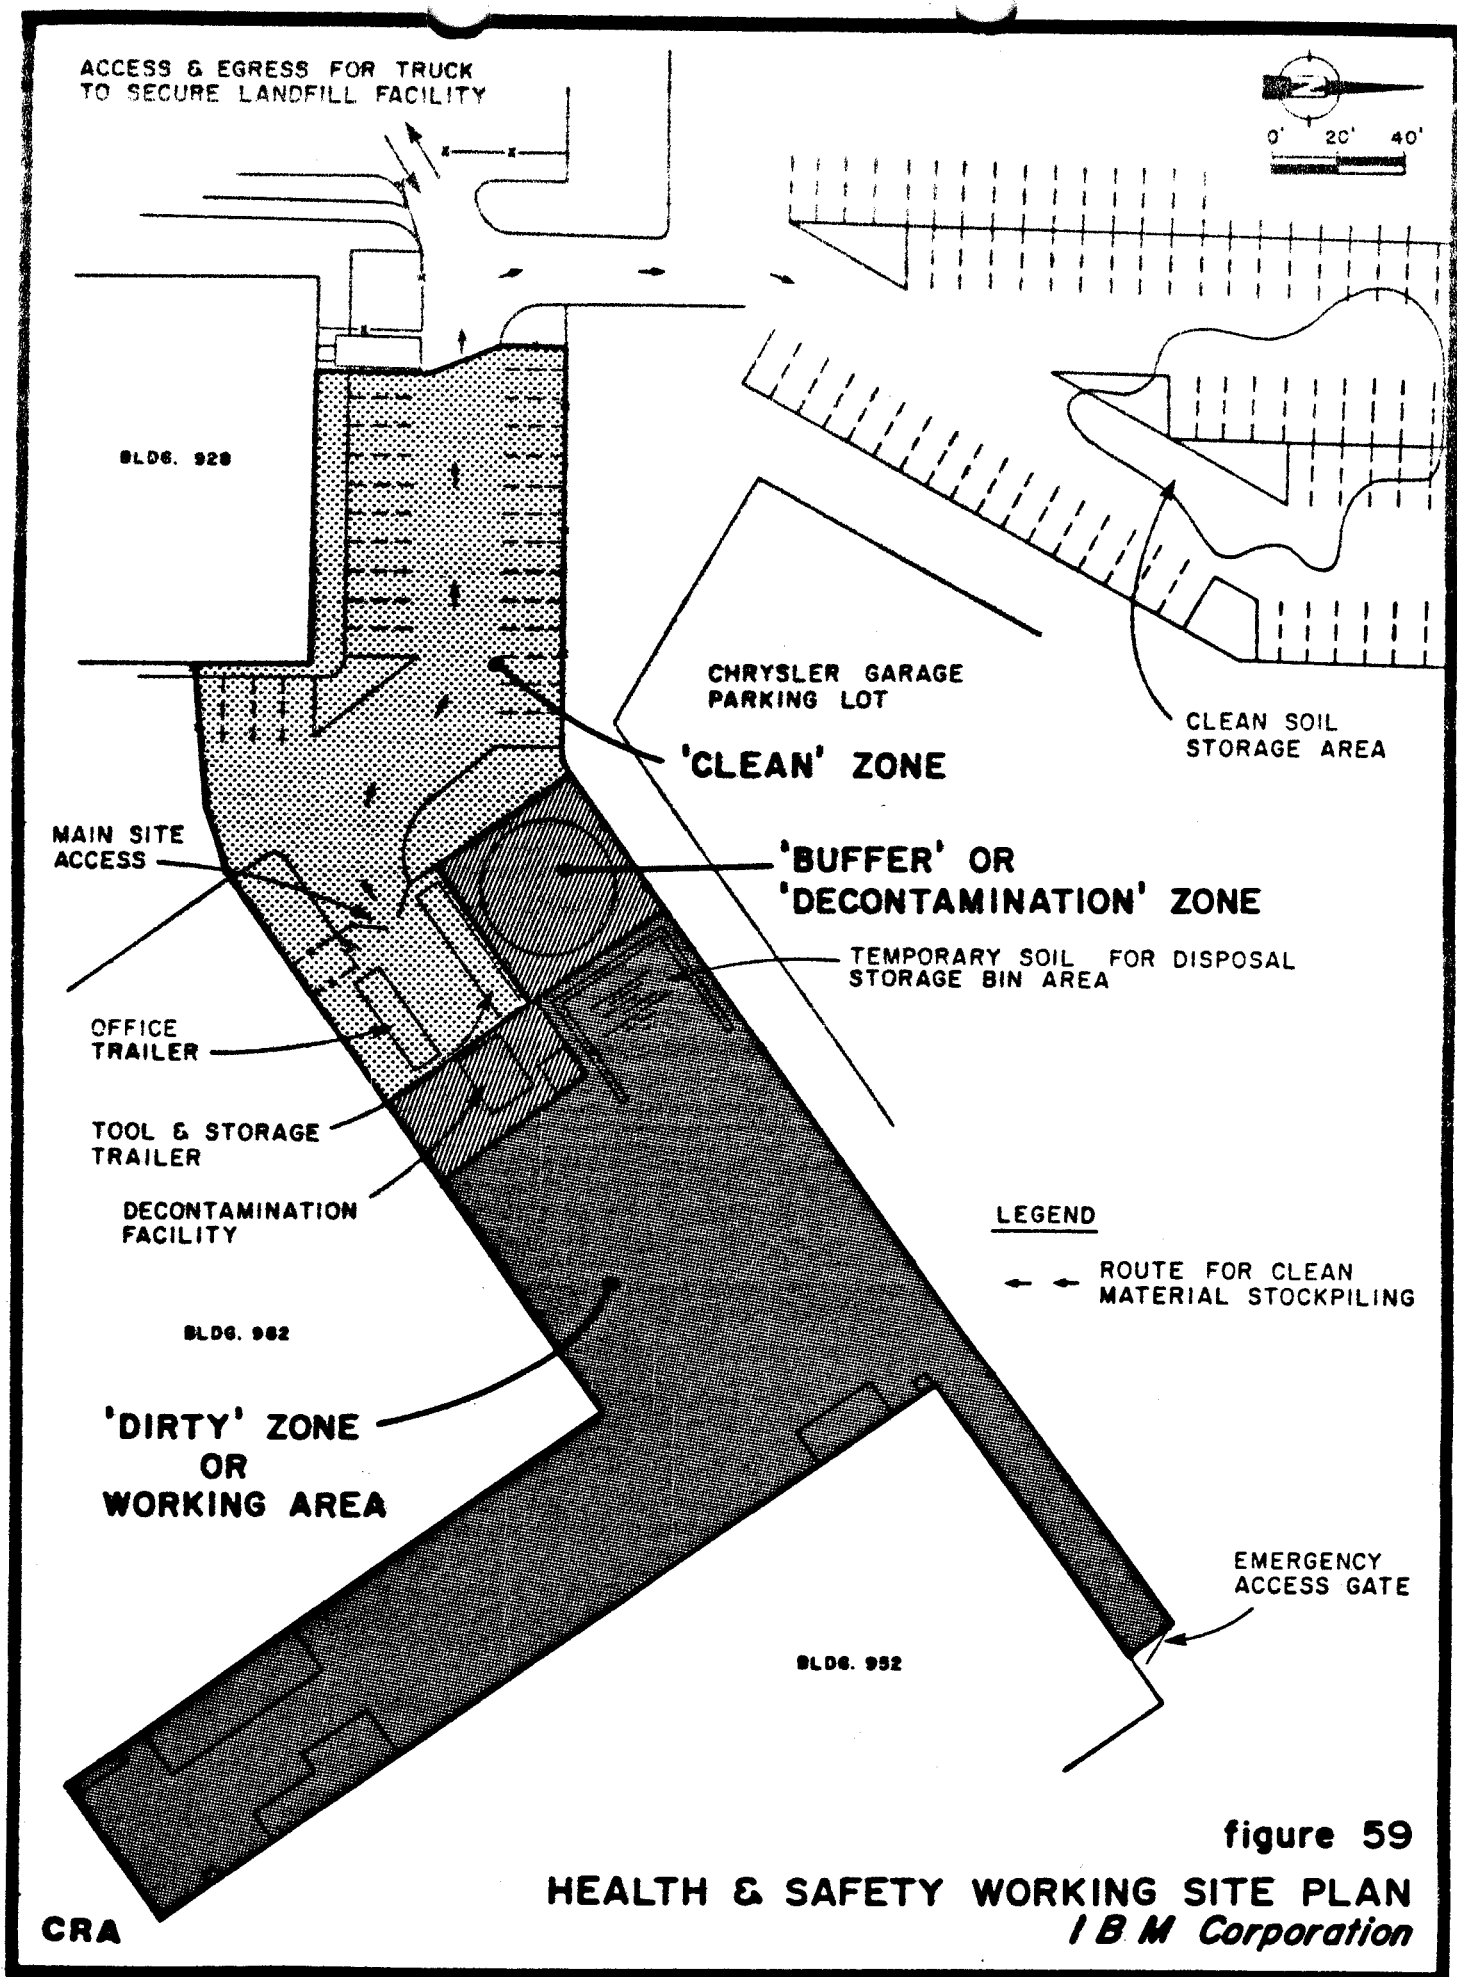 ACCESS & EGRESS FOR TRUCK
TO SECURE LANDFILL FACILITY
N
0' 20' 40'
BLDG. 928
CHRYSLER GARAGE
PARKING LOT
CLEAN SOIL
STORAGE AREA
'CLEAN' ZONE
MAIN SITE
ACCESS
'BUFFER' OR
'DECONTAMINATION' ZONE
TEMPORARY SOIL FOR DISPOSAL
STORAGE BIN AREA
OFFICE
TRAILER
TOOL & STORAGE
TRAILER
DECONTAMINATION
FACILITY
LEGEND
ROUTE FOR CLEAN
MATERIAL STOCKPILING
BLDG. 982
'DIRTY' ZONE
OR
WORKING AREA
EMERGENCY
ACCESS GATE
BLDG. 952
figure 59
HEALTH & SAFETY WORKING SITE PLAN
IBM Corporation
CRA